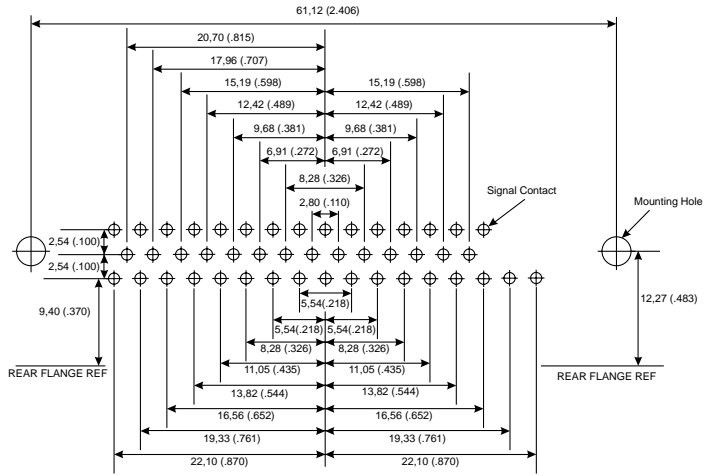 61,12 (2.406)
20,70 (.815)
17,96 (.707)
15,19 (.598) 15,19 (.598)
12,42 (.489) 12,42 (.489)
9,68 (.381) 9,68 (.381)
6,91 (.272) 6,91 (.272)
8,28 (.326)
Signal Contact
2,80 (.110)
Mounting Hole
2,54 (.100)
2,54 (.100)
12,27 (.483)
5,54(.218)
9,40 (.370)
5,54(.218) 5,54(.218)
8,28 (.326) 8,28 (.326)
11,05 (.435) 11,05 (.435)
REAR FLANGE REF REAR FLANGE REF
13,82 (.544) 13,82 (.544)
16,56 (.652) 16,56 (.652)
19,33 (.761) 19,33 (.761)
22,10 (.870) 22,10 (.870)